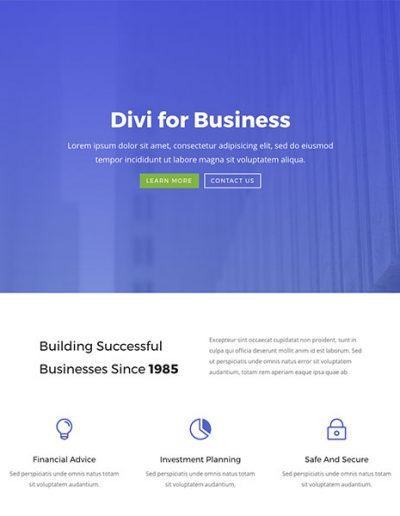 Divi for Business
Lorem ipsum dolor sit amet, consectetur adipisicing elit, sed do eiusmod
tempor incididunt ut labore magna sit voluptatem aliqua.
LEARN MORE
CONTACT US
Building Successful
Businesses Since 1985
Excepteur sint occaecat cupidatat non proident, sunt in
culpa qui officia deserunt mollit anim id est laborum. Sed
ut perspiciatis unde omnis natus totam sit voluptatem
audantium, totam rem aperiam eaque quae ab
Financial Advice
Sed perspiciatis unde omnis natus totam
sit voluptatem audantium.
Investment Planning
Sed perspiciatis unde omnis natus totam
sit voluptatem audantium.
Safe And Secure
Sed perspiciatis unde omnis natus totam
sit voluptatem audantium.